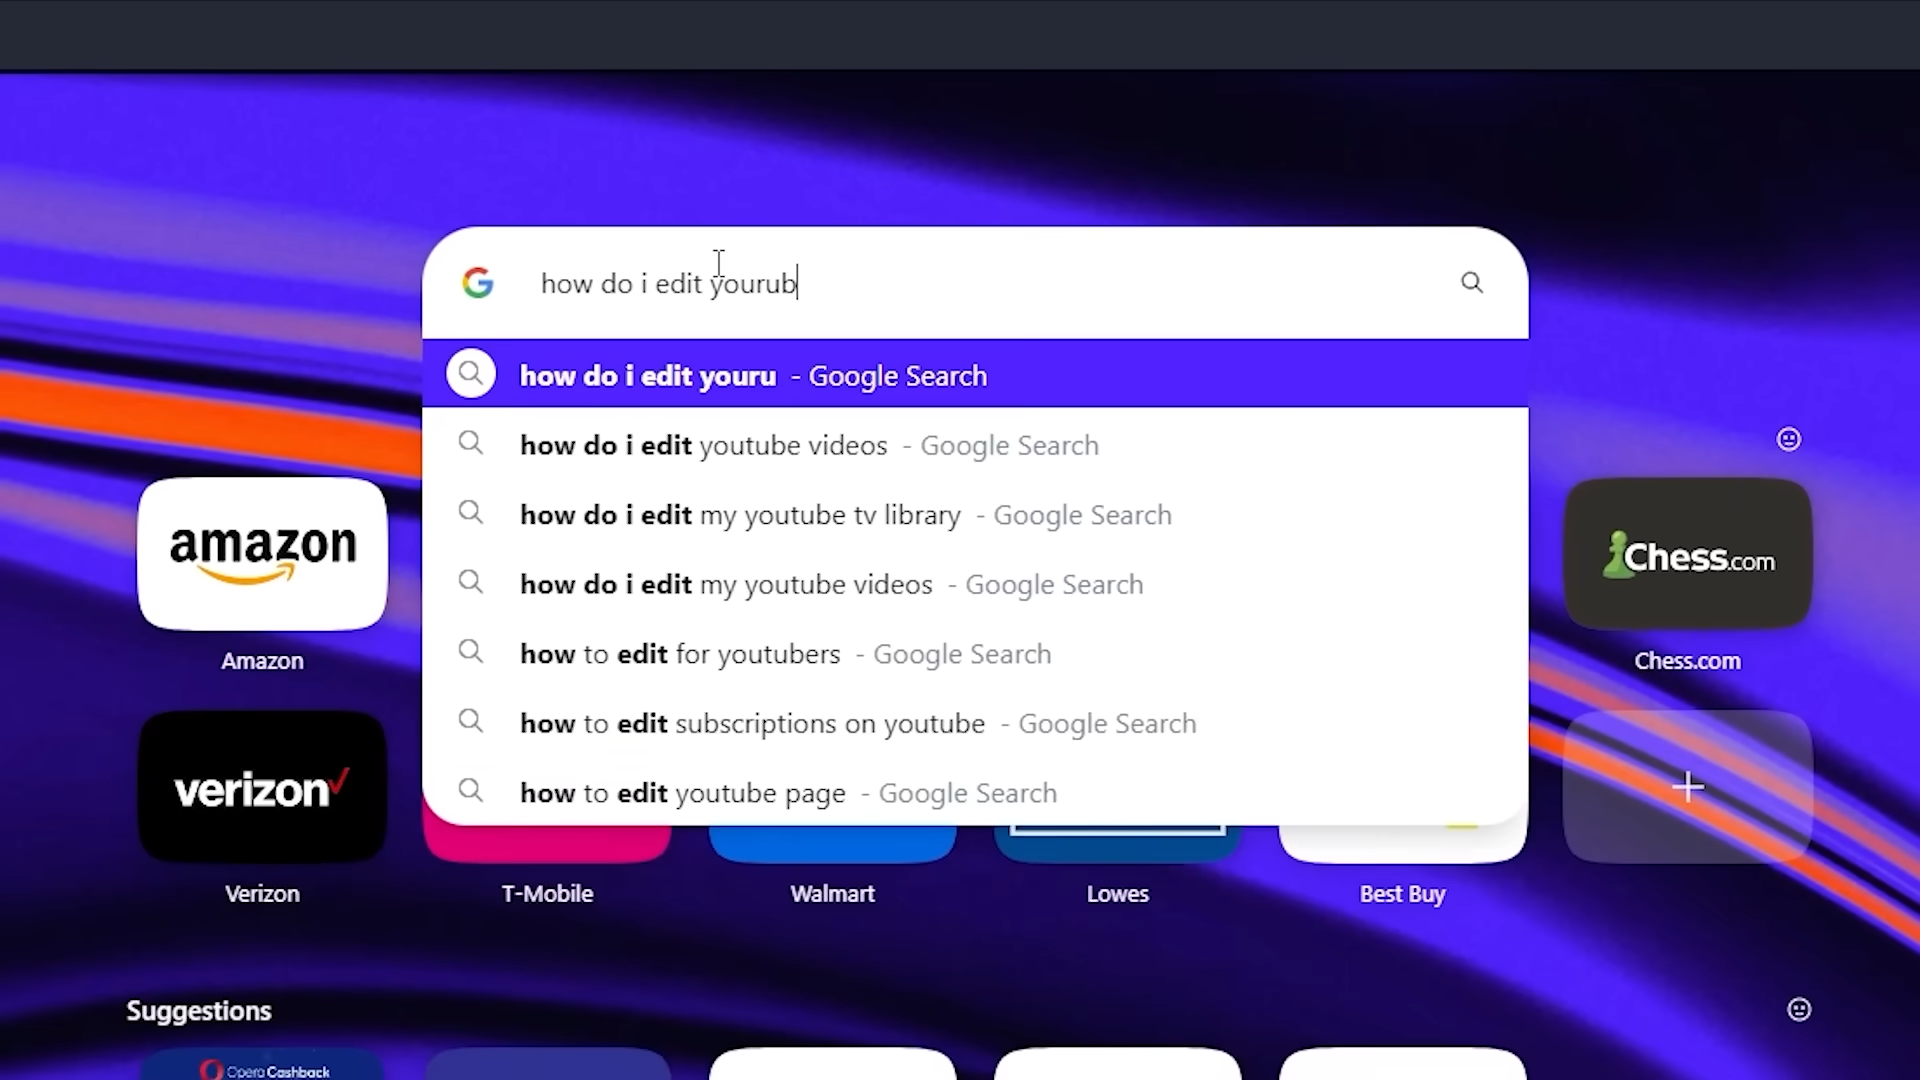 how do i edit yourub
how do i edit youru - Google Search
how do i edit youtube videos - Google Search
how do i edit my youtube tv library - Google Search
how do i edit my youtube videos - Google Search
how to edit for youtubers - Google Search
how to edit subscriptions on youtube - Google Search
how to edit youtube page - Google Search
amazon
Chess.com
Amazon
Chess.com
verizon
Verizon
T-Mobile
Walmart
Lowes
Best Buy
Suggestions
Opera Cashback